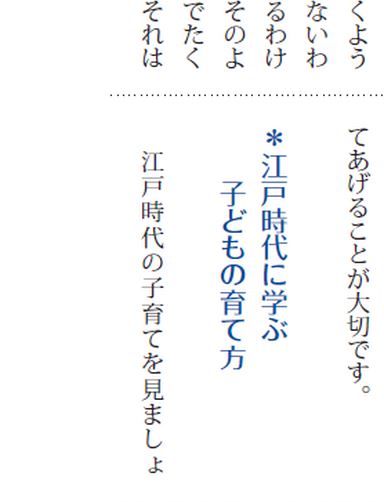 くよう
ないわ
るわけ
そのよ
でたく
それは
てあげることが大切です。
＊江戸時代に学ぶ
子どもの育て方
江戸時代の子育てを見ましょ